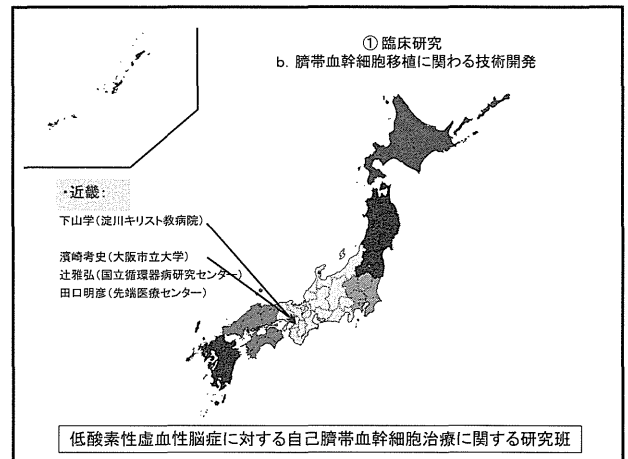 ① 臨床研究
b. 臍帯血幹細胞移植に関わる技術開発
・近畿:
下山学(淀川キリスト教病院)
濱崎考史(大阪市立大学)
辻雅弘(国立循環器病研究センター)
田口明彦(先端医療センター)
低酸素性虚血性脳症に対する自己臍帯血幹細胞治療に関する研究班